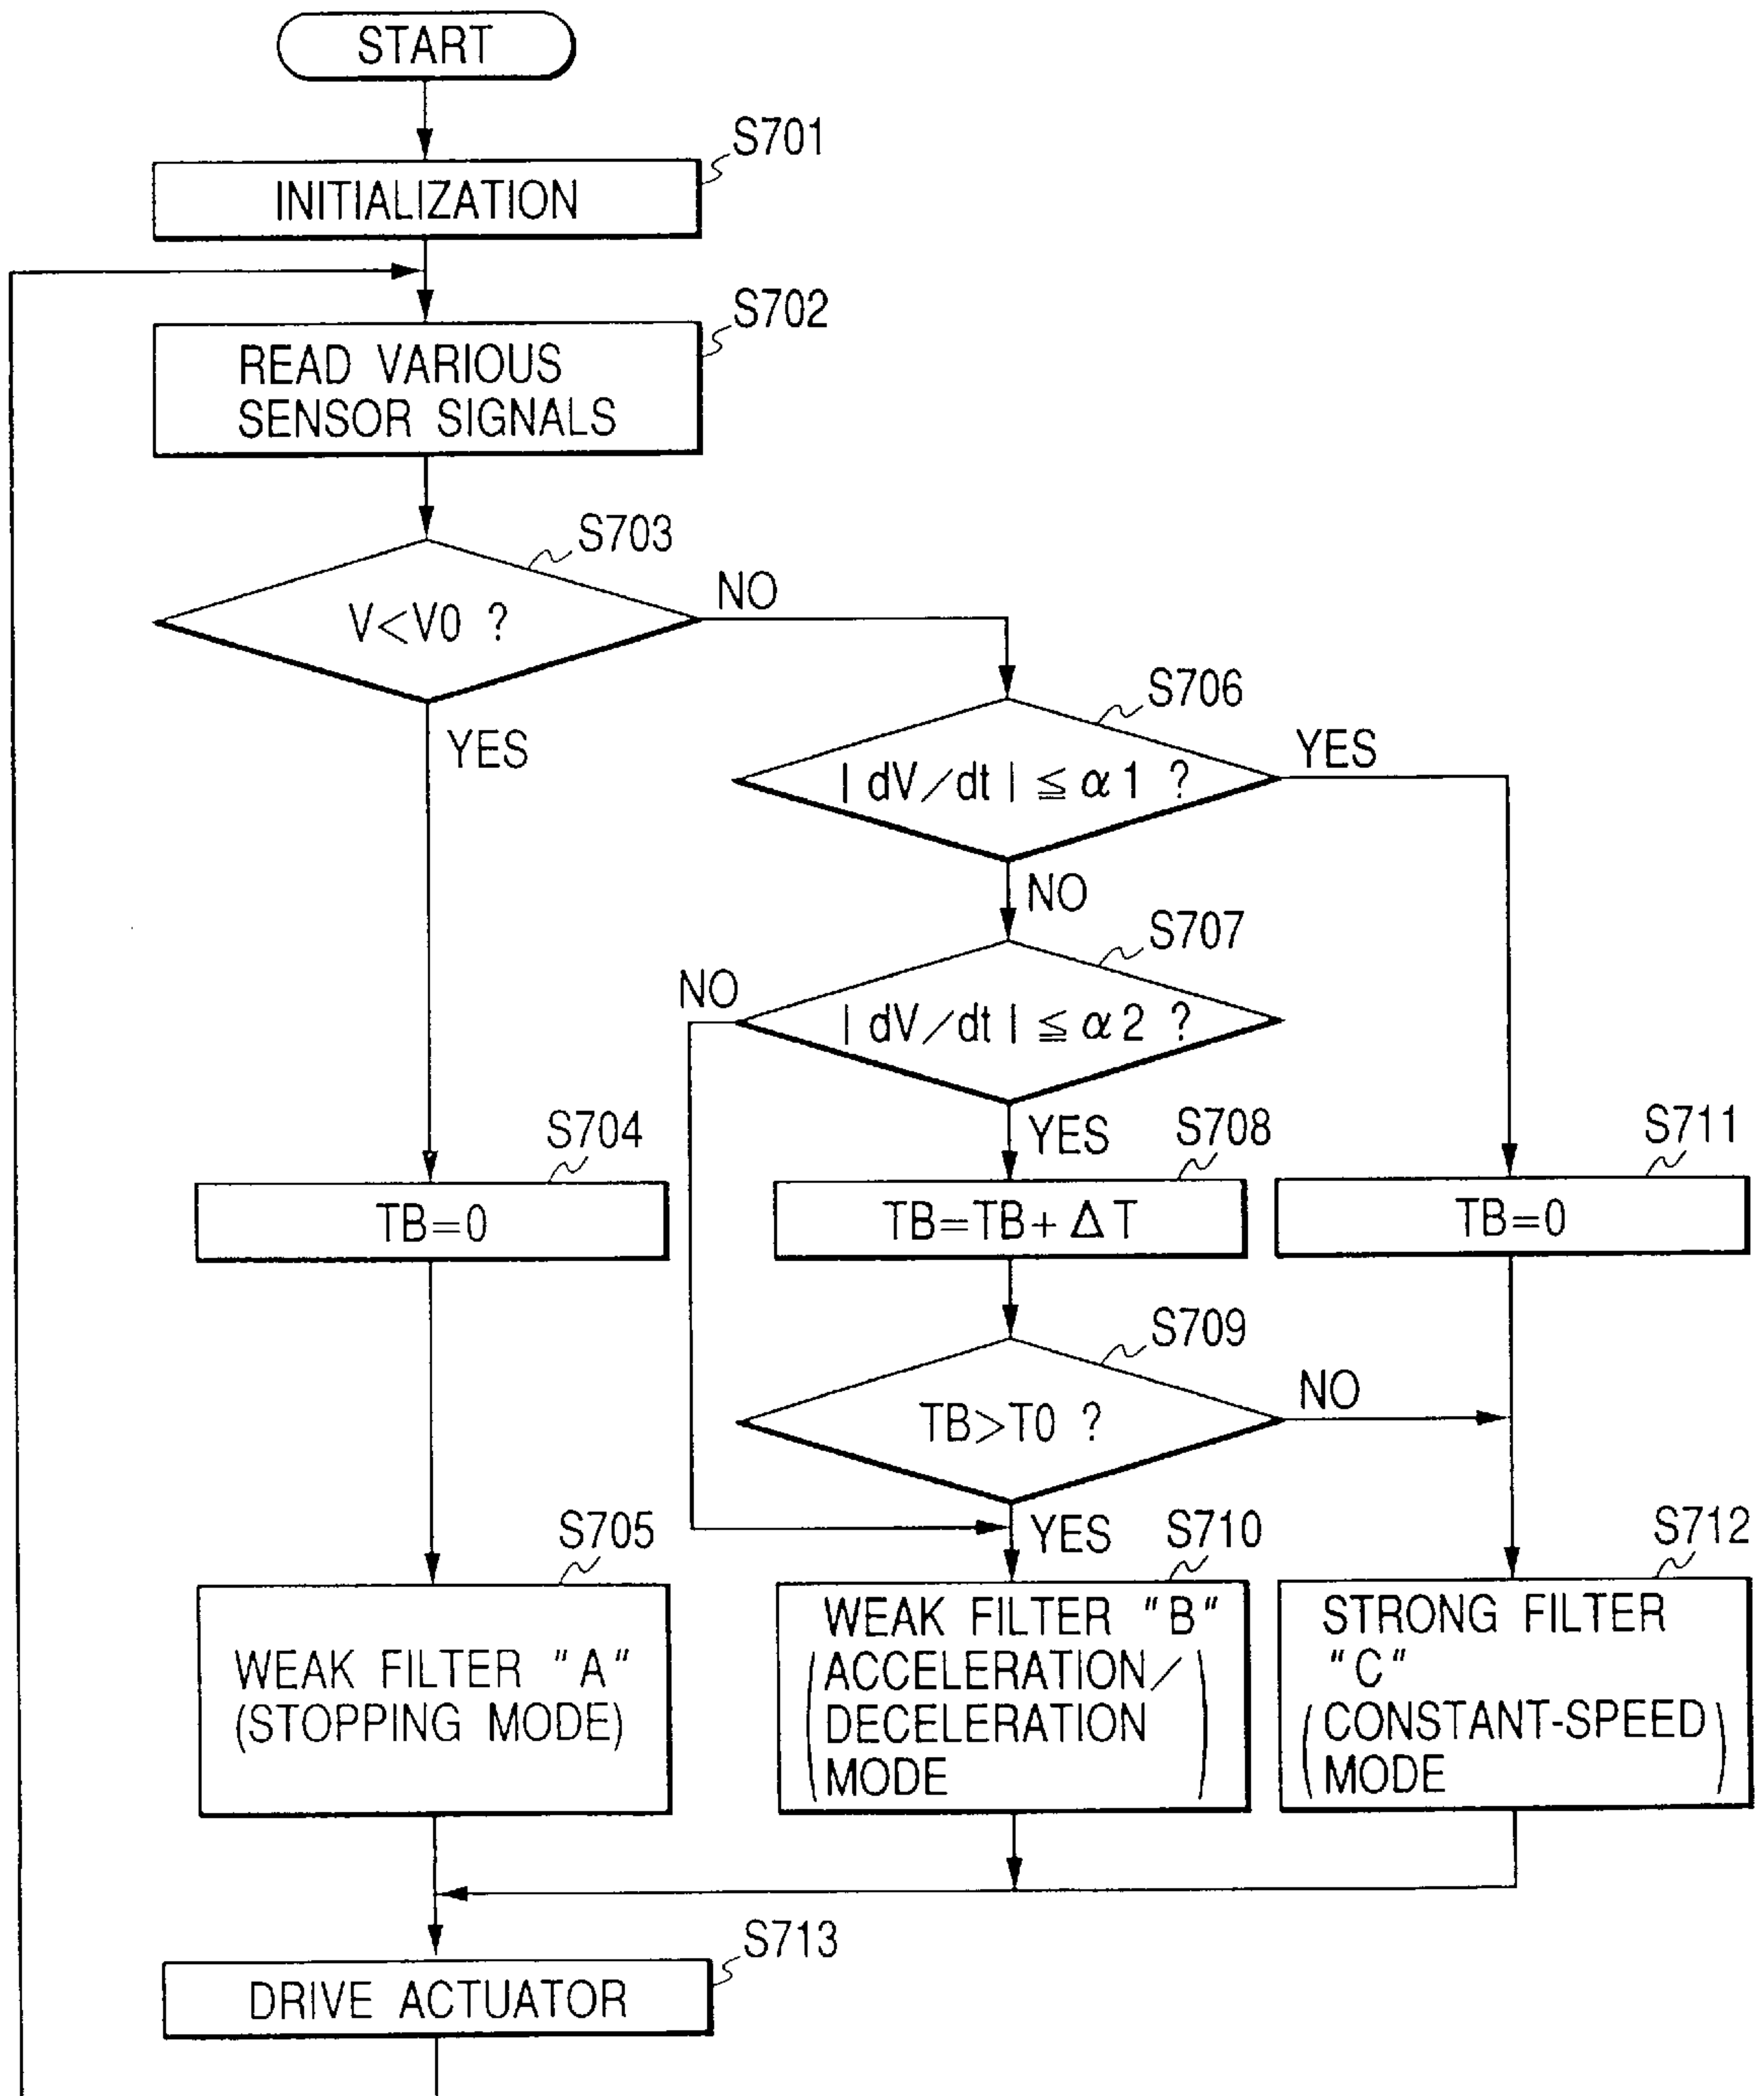 START
S701
INITIALIZATION
S702
READ VARIOUS
SENSOR SIGNALS
S703
V<V0 ?
NO
YES
S706
| dV/dt | ≦ α1 ?
YES
NO
S707
NO
| dV/dt | ≦ α2 ?
YES
S704
TB=0
S708
TB=TB+ΔT
S711
TB=0
S709
TB>T0 ?
NO
YES
S705
WEAK FILTER "A"
(STOPPING MODE)
S710
WEAK FILTER "B"
(ACCELERATION/
DECELERATION
MODE)
S712
STRONG FILTER
"C"
(CONSTANT-SPEED
MODE)
S713
DRIVE ACTUATOR